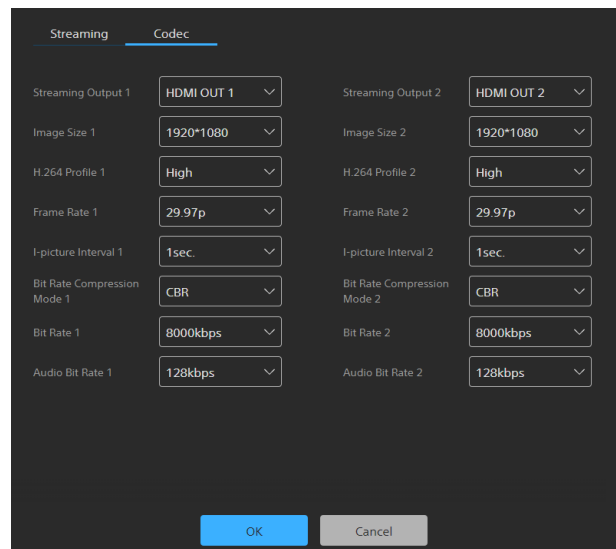 Streaming Codec
Streaming Output 1 HDMI OUT 1 Streaming Output 2 HDMI OUT 2
Image Size 1 1920*1080 Image Size 2 1920*1080
H.264 Profile 1 High H.264 Profile 2 High
Frame Rate 1 29.97p Frame Rate 2 29.97p
I-picture Interval 1 1sec. I-picture Interval 2 1sec.
Bit Rate Compression Mode 1 CBR Bit Rate Compression Mode 2 CBR
Bit Rate 1 8000kbps Bit Rate 2 8000kbps
Audio Bit Rate 1 128kbps Audio Bit Rate 2 128kbps
OK Cancel